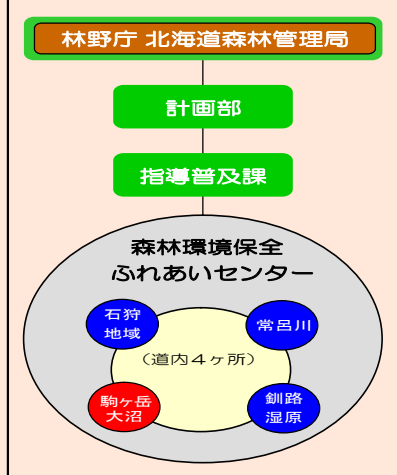 林野庁 北海道森林管理局
計画部
指導普及課
森林環境保全
ふれあいセンター
石狩
地域
常呂川
（道内４ヶ所）
駒ヶ岳
大沼
釧路
湿原